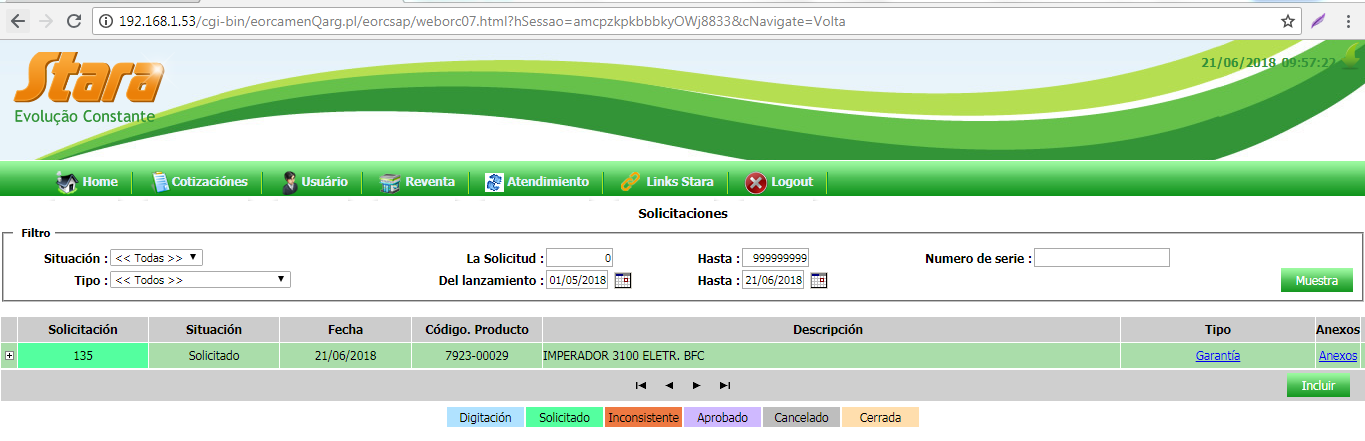 192.168.1.53/cgi-bin/eorcamenQarg.pl/eorcsap/weborc07.html?hSessao=amcpzkpkbbbkyOWj8833&cNavigate=Volta
Stara
Evolução Constante
21/06/2018 09:57:22
Home Cotizaciónes Usuário Reventa Atendimiento Links Stara Logout
Solicitaciones
Filtro
Situación : << Todas >> La Solicitud : 0 Hasta : 999999999 Numero de serie :
Tipo : << Todos >> Del lanzamiento : 01/05/2018 Hasta : 21/06/2018 Muestra
Solicitación Situación Fecha Código. Producto Descripción Tipo Anexos
135 Solicitado 21/06/2018 7923-00029 IMPERADOR 3100 ELETR. BFC Garantía Anexos
Incluir
Digitación Solicitado Inconsistente Aprobado Cancelado Cerrada